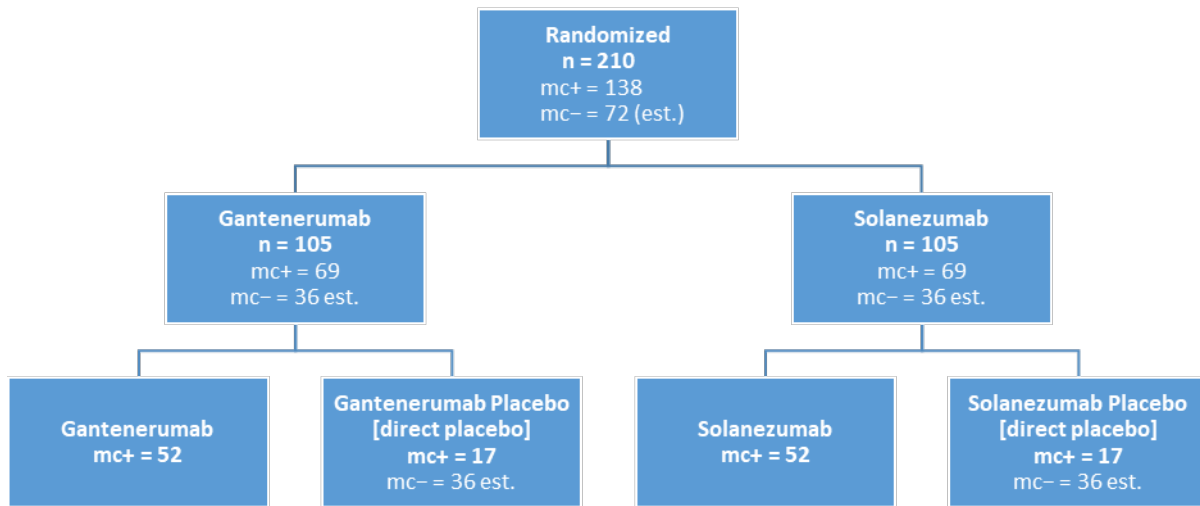 Randomized
n = 210
mc+ = 138
mc− = 72 (est.)
Gantenerumab
n = 105
mc+ = 69
mc− = 36 est.
Solanezumab
n = 105
mc+ = 69
mc− = 36 est.
Gantenerumab
mc+ = 52
Gantenerumab Placebo
[direct placebo]
mc+ = 17
mc− = 36 est.
Solanezumab
mc+ = 52
Solanezumab Placebo
[direct placebo]
mc+ = 17
mc− = 36 est.